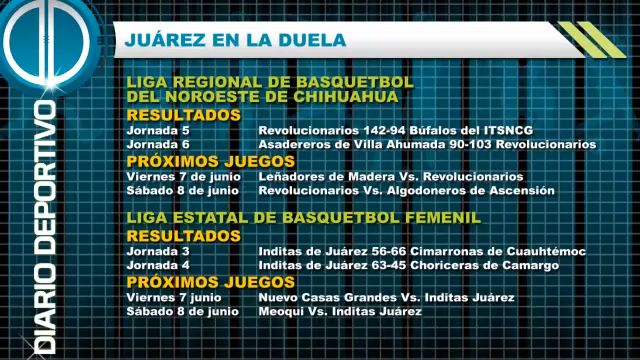 JUÁREZ EN LA DUELA
LIGA REGIONAL DE BASQUETBOL
DEL NOROESTE DE CHIHUAHUA
RESULTADOS
Jornada 5 Revolucionarios 142-94 Búfalos del ITSNCG
Jornada 6 Asadereros de Villa Ahumada 90-103 Revolucionarios
PRÓXIMOS JUEGOS
Viernes 7 de junio Leñadores de Madera Vs. Revolucionarios
Sábado 8 de junio Revolucionarios Vs. Algodoneros de Ascensión
LIGA ESTATAL DE BASQUETBOL FEMENIL
RESULTADOS
Jornada 3 Inditas de Juárez 56-66 Cimarronas de Cuauhtémoc
Jornada 4 Inditas de Juárez 63-45 Choriceras de Camargo
PRÓXIMOS JUEGOS
Viernes 7 junio Nuevo Casas Grandes Vs. Inditas Juárez
Sábado 8 de junio Meoqui Vs. Inditas Juárez
DIARIO DEPORTIVO